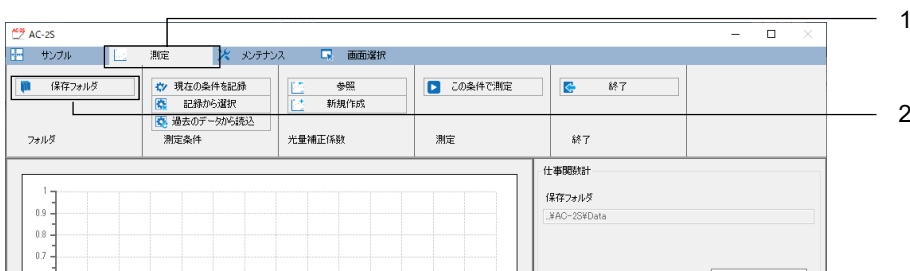 1
AC-2S
サンプル 測定 メンテナンス 画面選択
保存フォルダ 現在の条件を記録 参照 この条件で測定 終了
記録から選択 新規作成
過去のデータから読込
2
フォルダ 測定条件 光量補正係数 測定 終了
仕事関数計
保存フォルダ
..¥AC-2S¥Data
1
0.9
0.8
0.7